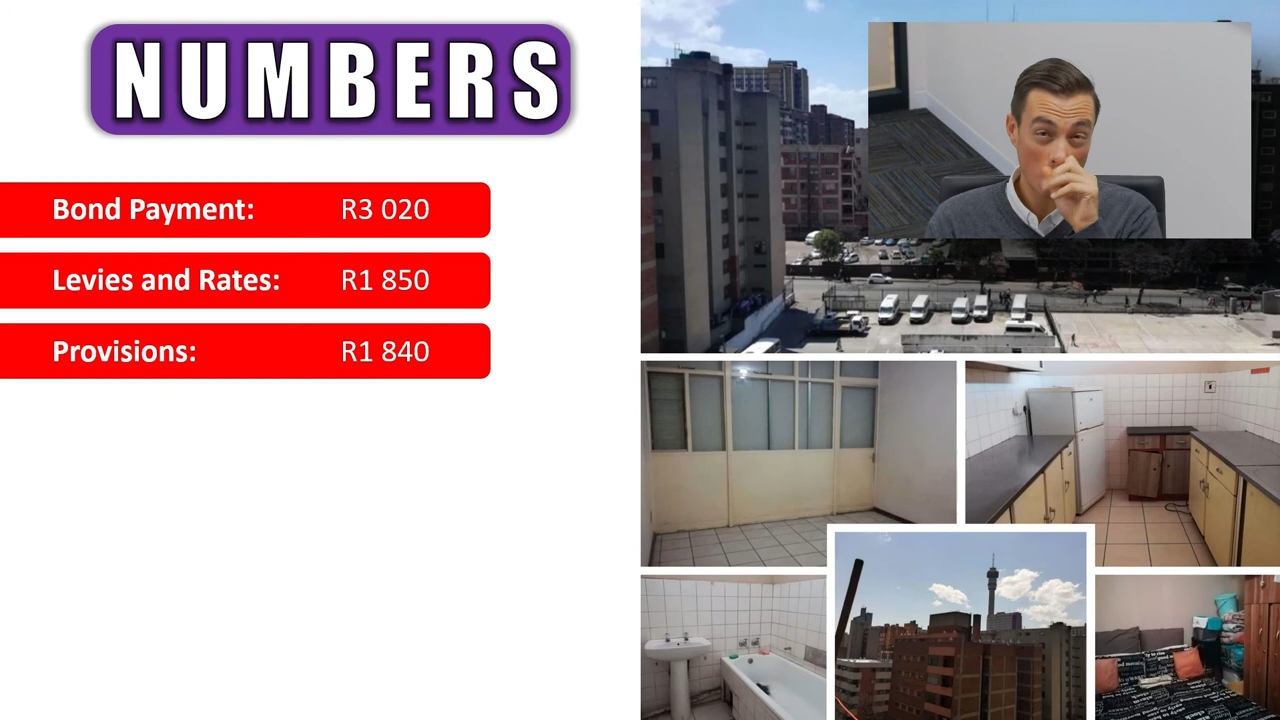 NUMBERS
Bond Payment: R3 020
Levies and Rates: R1 850
Provisions: R1 840